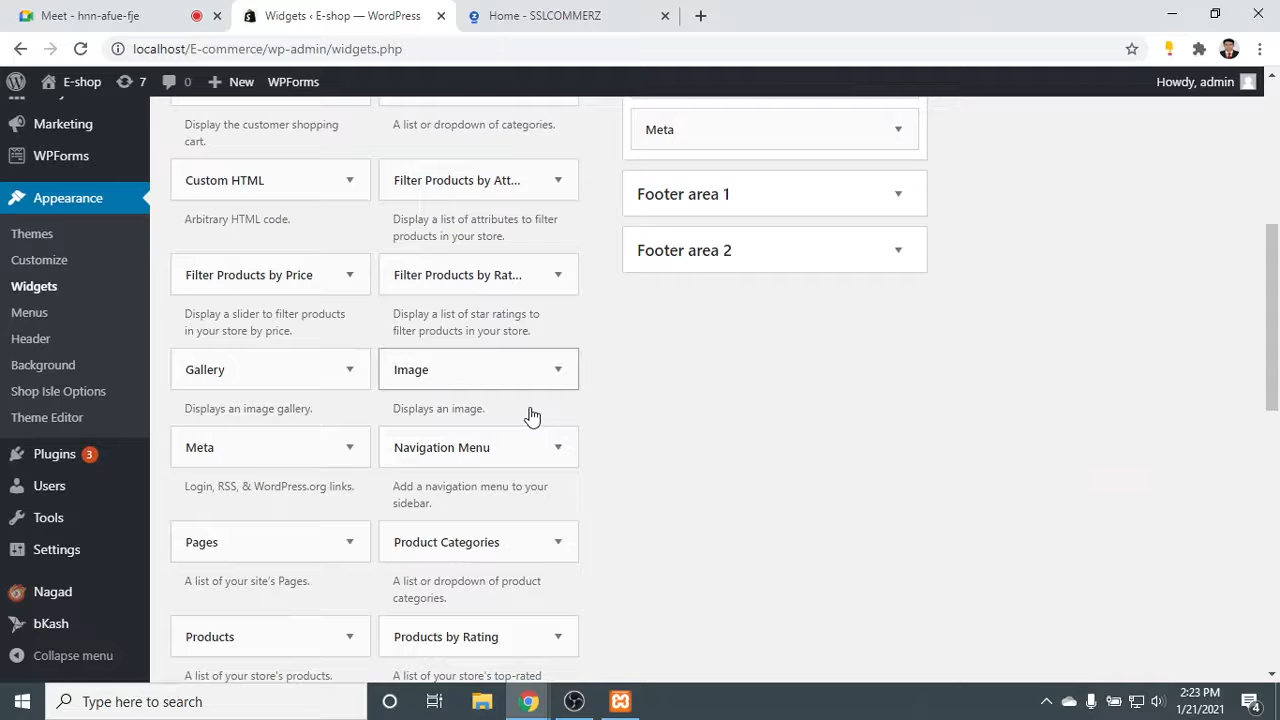 Meet - hnn-afue-fje
Widgets ‹ E-shop — WordPress
Home - SSLCOMMERZ
localhost/E-commerce/wp-admin/widgets.php
E-shop 7 0 New WPForms Howdy, admin
Marketing
WPForms
Appearance
Themes
Customize
Widgets
Menus
Header
Background
Shop Isle Options
Theme Editor
Plugins 3
Users
Tools
Settings
Nagad
bKash
Collapse menu
Display the customer shopping
cart.
A list or dropdown of categories.
Custom HTML
Arbitrary HTML code.
Filter Products by Att...
Display a list of attributes to filter
products in your store.
Filter Products by Price
Display a slider to filter products
in your store by price.
Filter Products by Rat...
Display a list of star ratings to
filter products in your store.
Gallery
Displays an image gallery.
Image
Displays an image.
Meta
Login, RSS, & WordPress.org links.
Navigation Menu
Add a navigation menu to your
sidebar.
Pages
A list of your site's Pages.
Product Categories
A list or dropdown of product
categories.
Products
A list of your store's products.
Products by Rating
A list of your store's top-rated
Meta
Footer area 1
Footer area 2
Type here to search
2:23 PM
1/21/2021
4